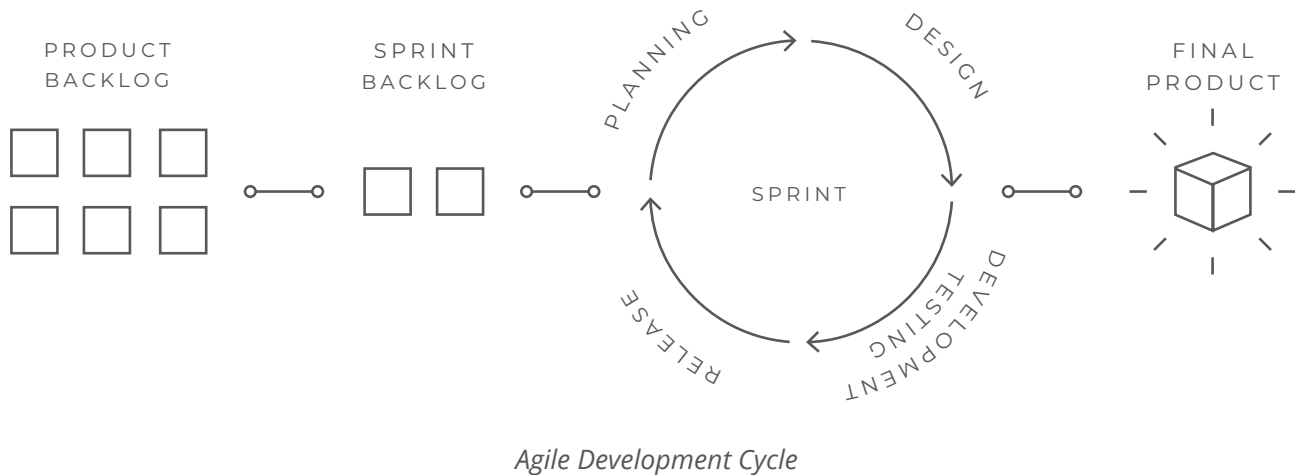 PRODUCT
BACKLOG
SPRINT
BACKLOG
PLANNING
DESIGN
SPRINT
DEVELOPMENT
TESTING
RELEASE
FINAL
PRODUCT
Agile Development Cycle